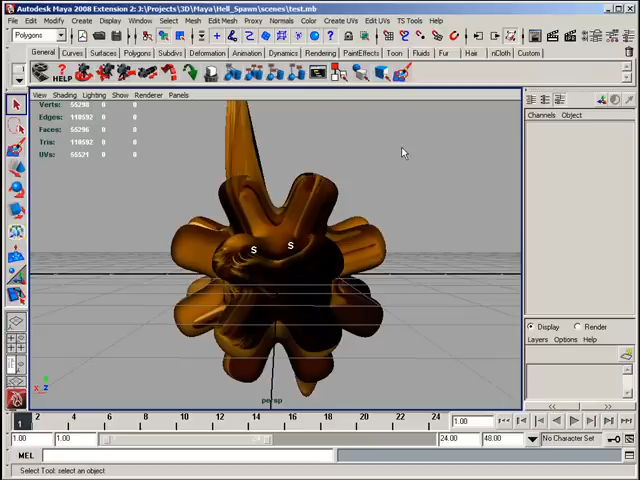 Autodesk Maya 2008 Extension 2: J:\Projects\3D\Maya\Hell_Spawn\scenes\test.mb
File Edit Modify Create Display Window Select Mesh Edit Mesh Proxy Normals Color Create UVs Edit UVs TS Tools Help
Polygons
General Curves Surfaces Polygons Subdivs Deformation Animation Dynamics Rendering PaintEffects Toon Fluids Fur Hair nCloth Custom
HELP
View Shading Lighting Show Renderer Panels
Channels Object
Verts: 55298 0 0
Edges: 110592 0 0
Faces: 55296 0 0
Tris: 110592 0 0
UVs: 55521 0 0
S S
Display Render
Layers Options Help
persp
1 2 4 6 8 10 12 14 16 18 20 22 24 1.00
1.00 1.00 24.00 48.00 No Character Set
MEL
Select Tool: select an object